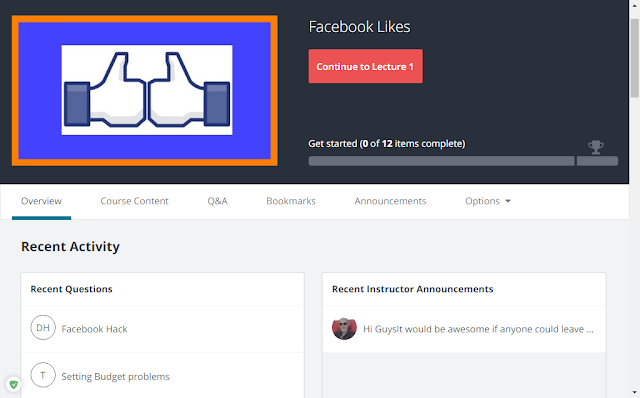 Facebook Likes
Continue to Lecture 1
Get started (0 of 12 items complete)
Overview
Course Content
Q&A
Bookmarks
Announcements
Options
Recent Activity
Recent Questions
Recent Instructor Announcements
DH
Facebook Hack
Hi GuysIt would be awesome if anyone could leave ...
T
Setting Budget problems